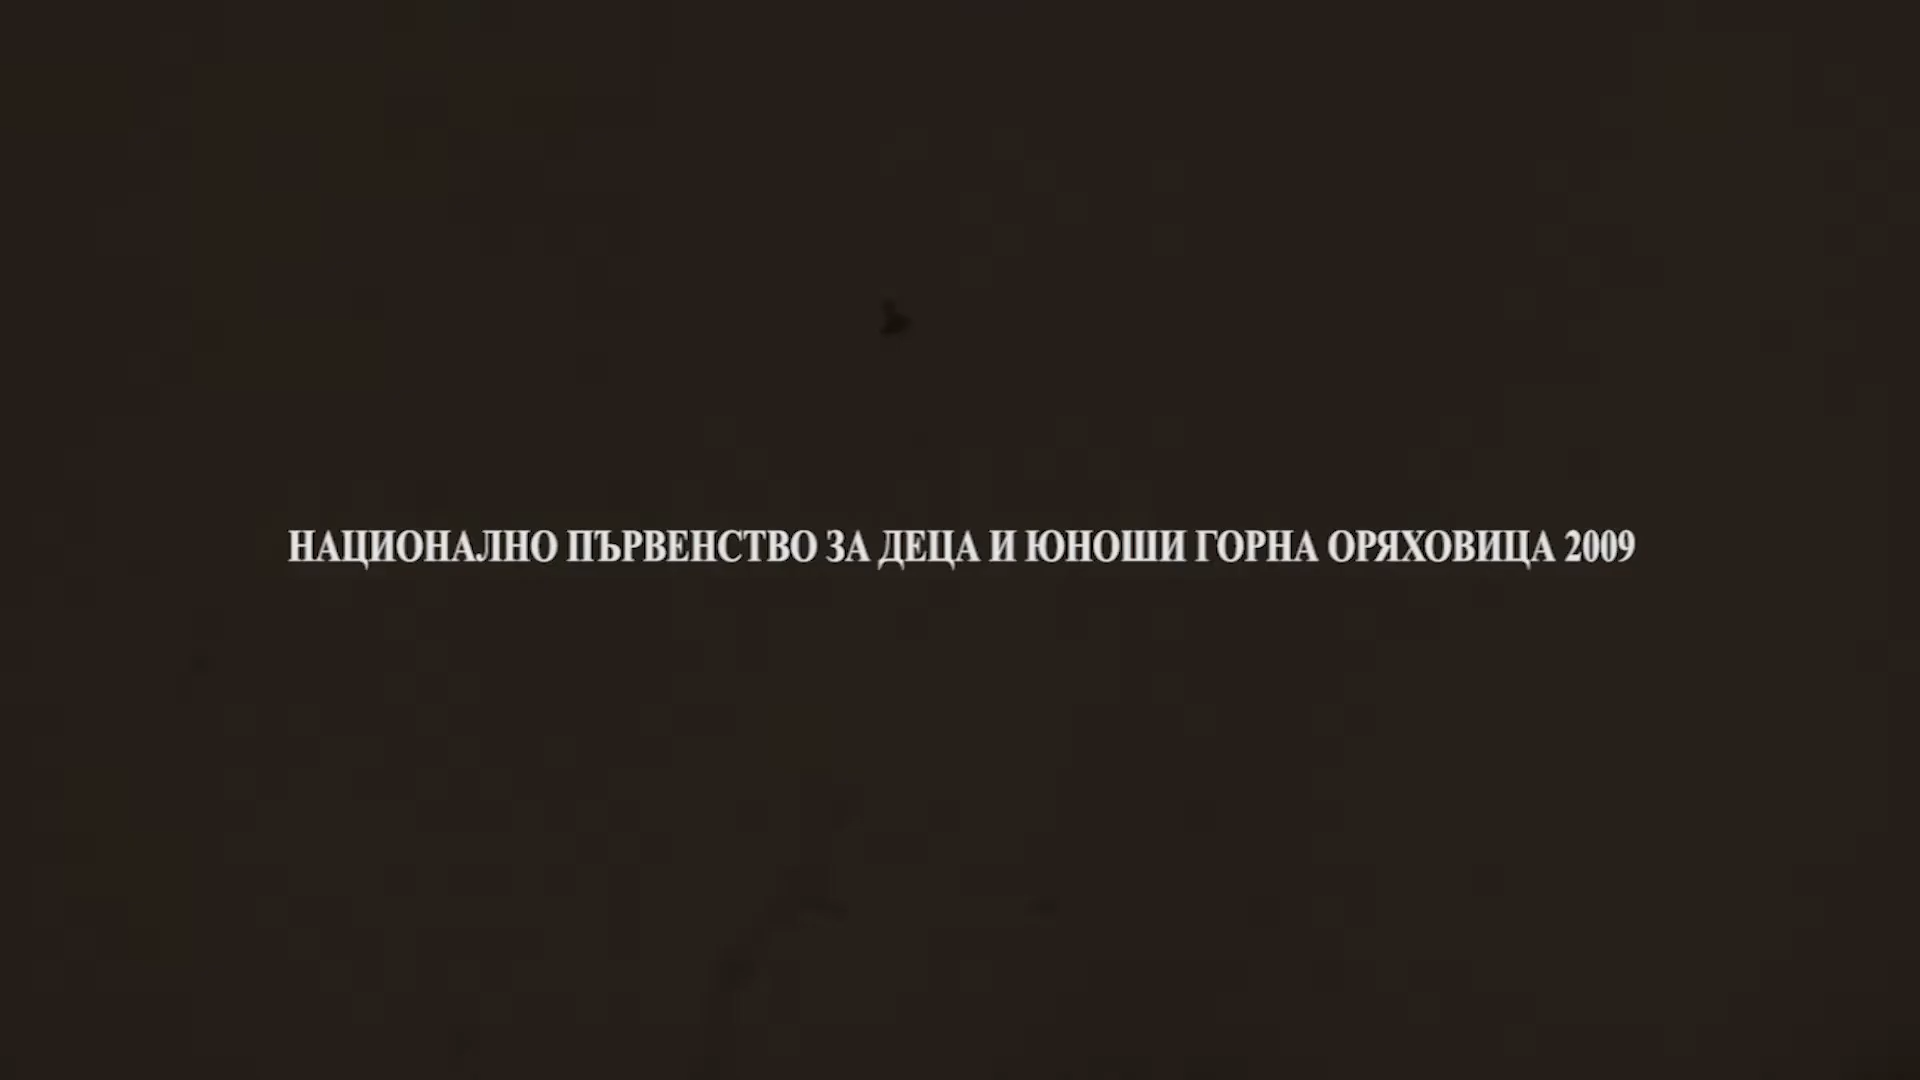 НАЦИОНАЛНО ПЪРВЕНСТВО ЗА ДЕЦА И ЮНОШИ ГОРНА ОРЯХОВИЦА 2009